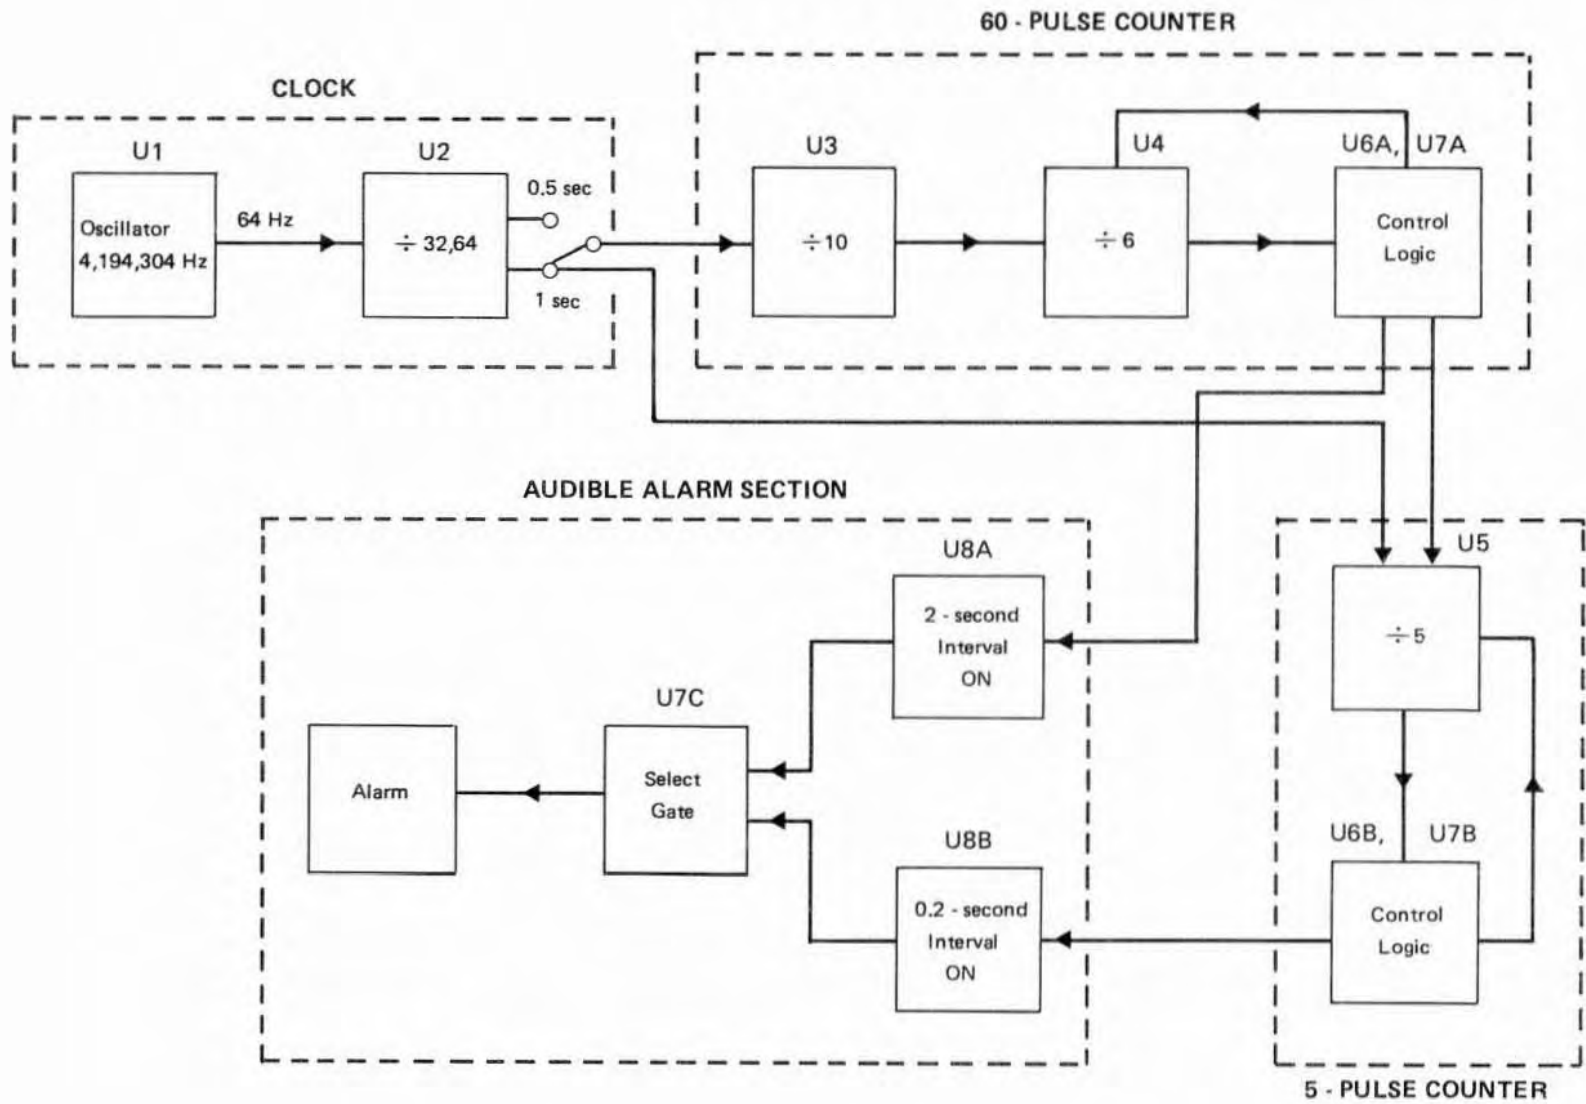 60 - PULSE COUNTER
CLOCK
U1
U2
U3
U4
U6A, U7A
Oscillator
4,194,304 Hz
64 Hz
÷ 32,64
0.5 sec
1 sec
÷10
÷6
Control
Logic
AUDIBLE ALARM SECTION
U8A
2 - second
Interval
ON
U5
÷5
U7C
Select
Gate
Alarm
U8B
0.2 - second
Interval
ON
U6B, U7B
Control
Logic
5 - PULSE COUNTER